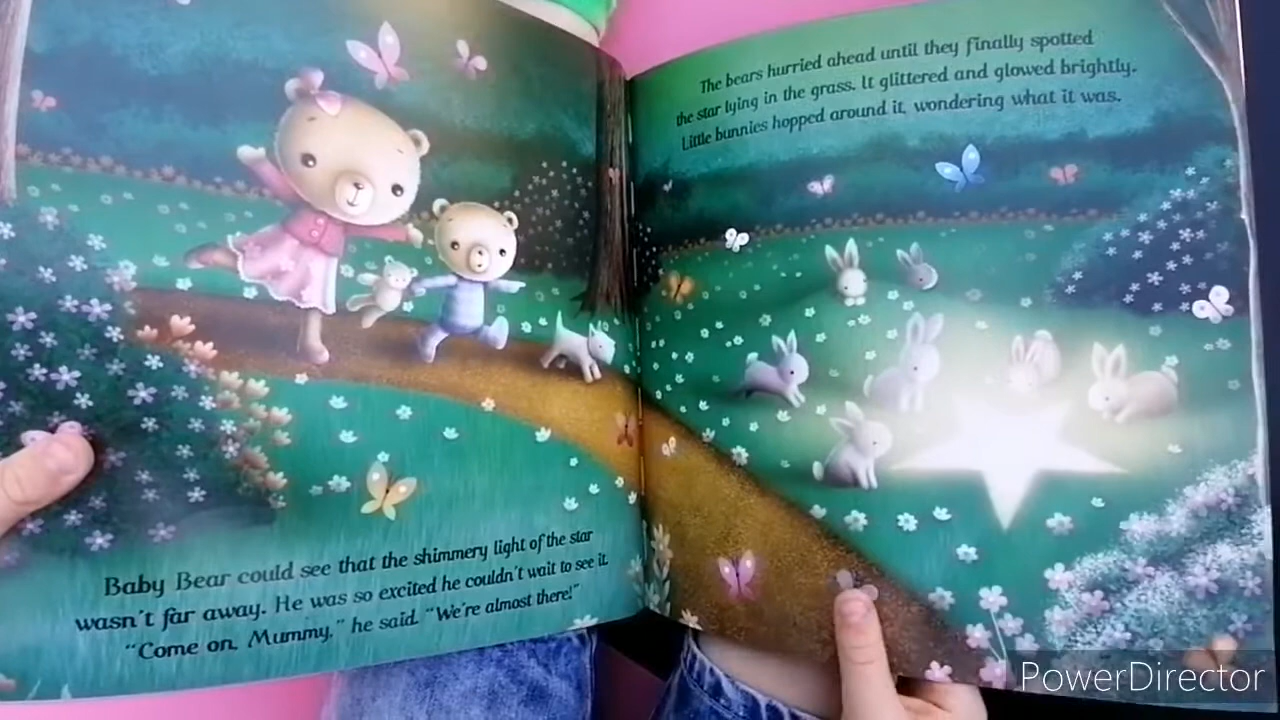 Baby Bear could see that the shimmery light of the star
wasn't far away. He was so excited he couldn't wait to see it.
"Come on, Mummy," he said. "We're almost there!"
The bears hurried ahead until they finally spotted
the star lying in the grass. It glittered and glowed brightly.
Little bunnies hopped around it, wondering what it was.
PowerDirector